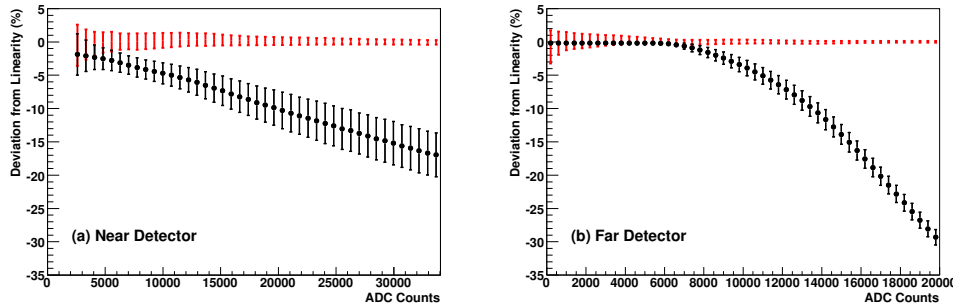 Deviation from Linearity (%)
5
0
-5
-10
-15
-20
-25
-30
-35
(a) Near Detector
0 5000 10000 15000 20000 25000 30000
ADC Counts
Deviation from Linearity (%)
5
0
-5
-10
-15
-20
-25
-30
-35
(b) Far Detector
0 2000 4000 6000 8000 10000 12000 14000 16000 18000 20000
ADC Counts